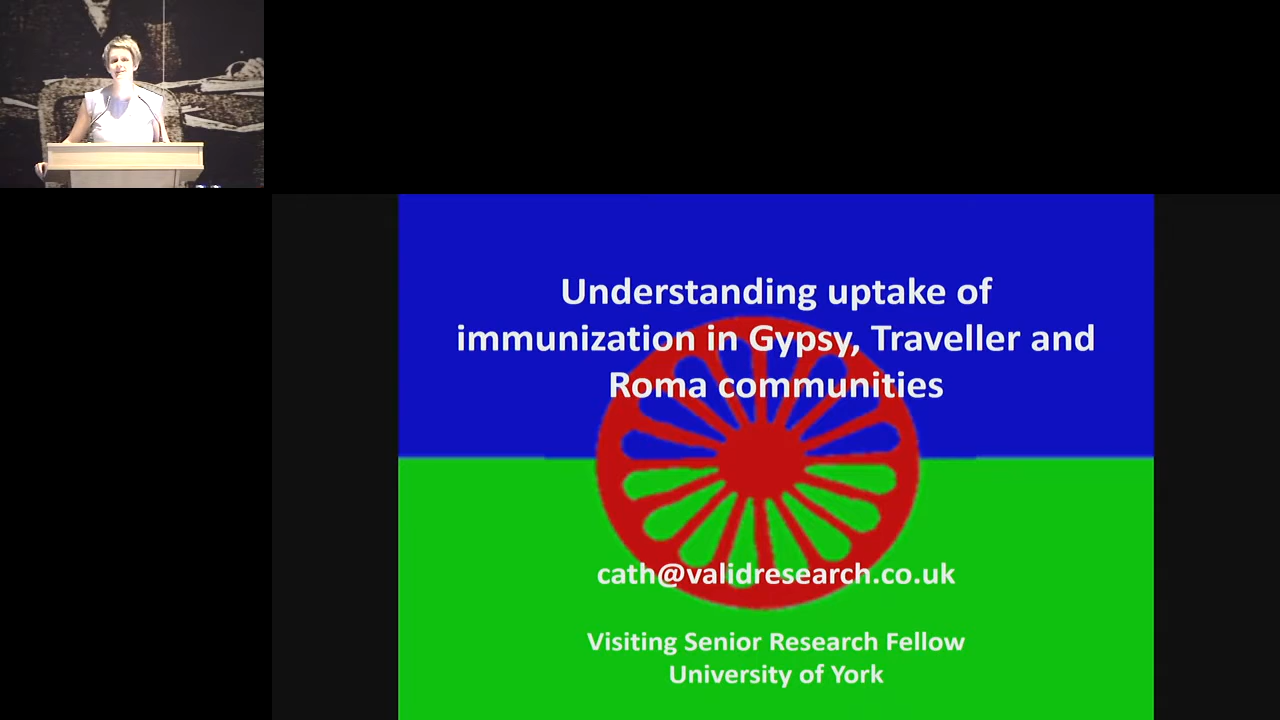 Understanding uptake of
immunization in Gypsy, Traveller and
Roma communities
cath@validresearch.co.uk
Visiting Senior Research Fellow
University of York